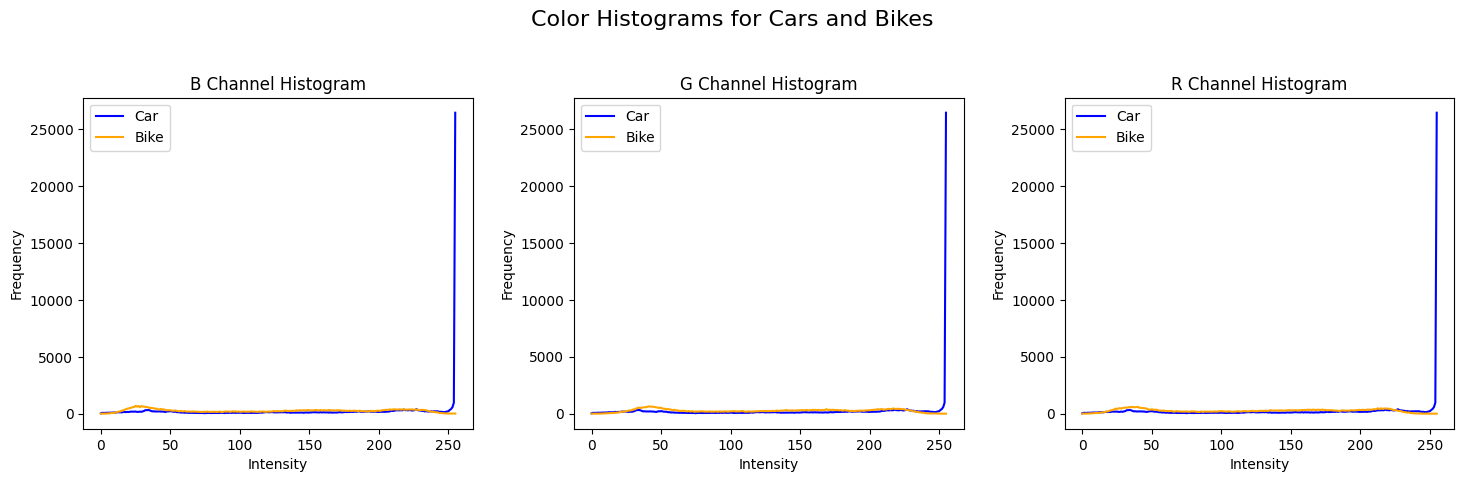 Color Histograms for Cars and Bikes
B Channel Histogram
Car
Bike
25000
20000
15000
10000
5000
0
Frequency
0 50 100 150 200 250
Intensity
G Channel Histogram
Car
Bike
25000
20000
15000
10000
5000
0
Frequency
0 50 100 150 200 250
Intensity
R Channel Histogram
Car
Bike
25000
20000
15000
10000
5000
0
Frequency
0 50 100 150 200 250
Intensity